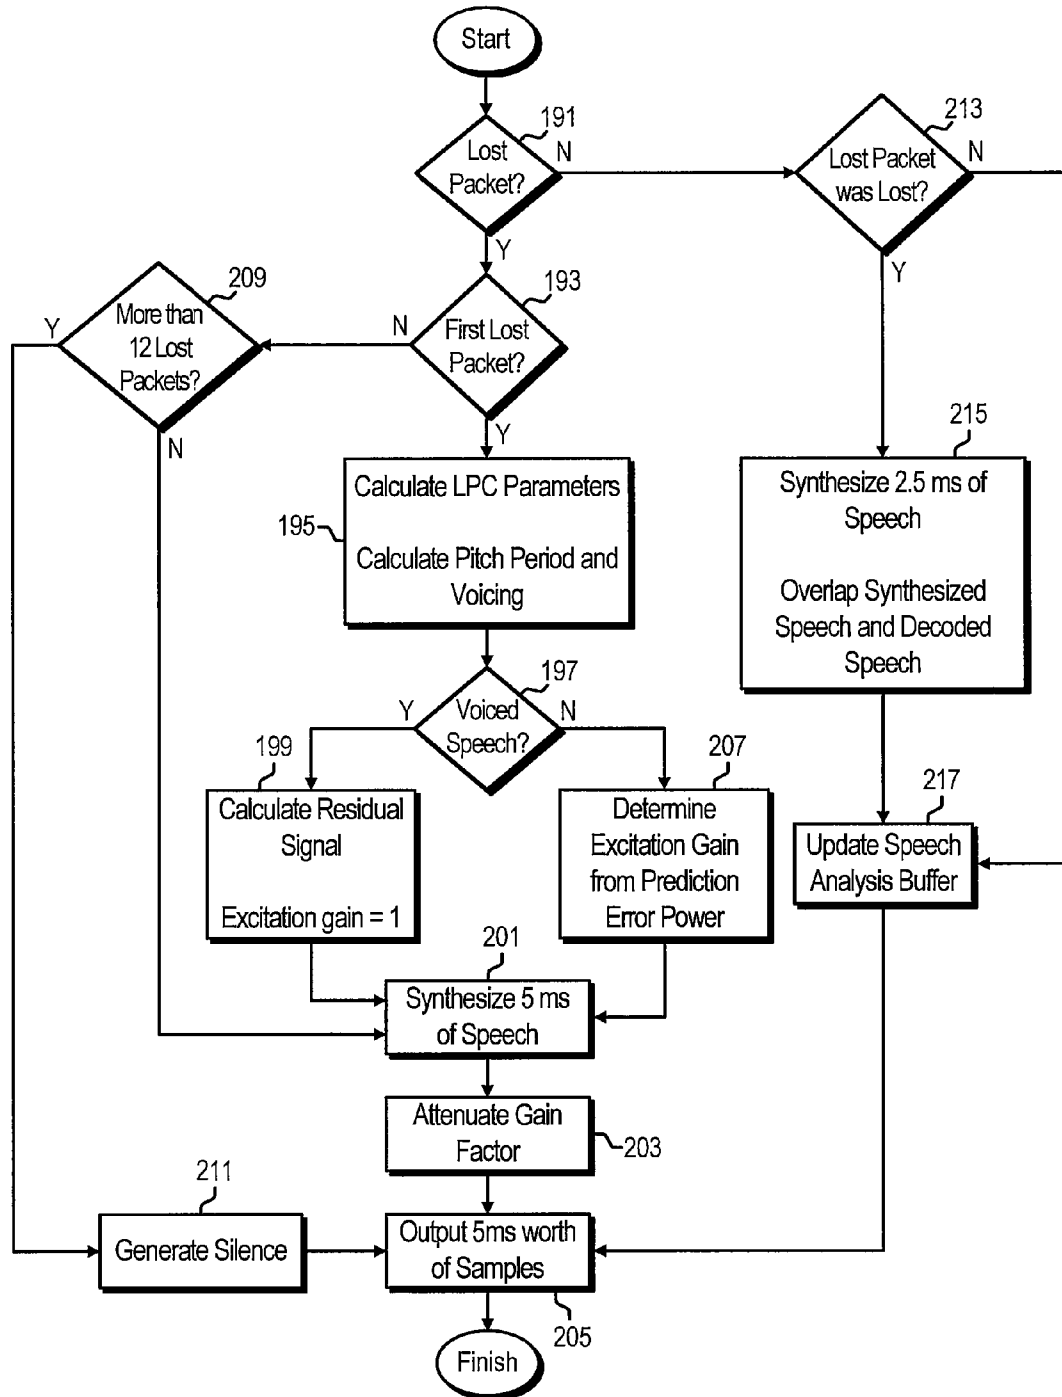 Start
191
Lost
Packet?
N
Y
213
Lost Packet
was Lost?
N
Y
193
First Lost
Packet?
N
Y
209
More than
12 Lost
Packets?
Y
N
195
Calculate LPC Parameters
Calculate Pitch Period and
Voicing
215
Synthesize 2.5 ms of
Speech
Overlap Synthesized
Speech and Decoded
Speech
197
Voiced
Speech?
Y
N
199
Calculate Residual
Signal
Excitation gain = 1
207
Determine
Excitation Gain
from Prediction
Error Power
217
Update Speech
Analysis Buffer
201
Synthesize 5 ms
of Speech
Attenuate Gain
Factor
203
211
Generate Silence
Output 5ms worth
of Samples
205
Finish